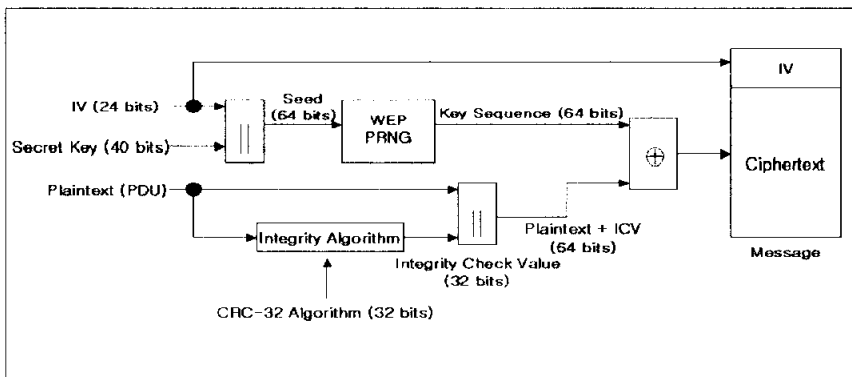 IV
IV (24 bits)
Seed
(64 bits)
WEP
PRNG
Key Sequence (64 bits)
||
Secret Key (40 bits)
⊕
Ciphertext
Plaintext (PDU)
||
Integrity Algorithm
Plaintext + ICV
(64 bits)
Message
Integrity Check Value
(32 bits)
CRC-32 Algorithm (32 bits)